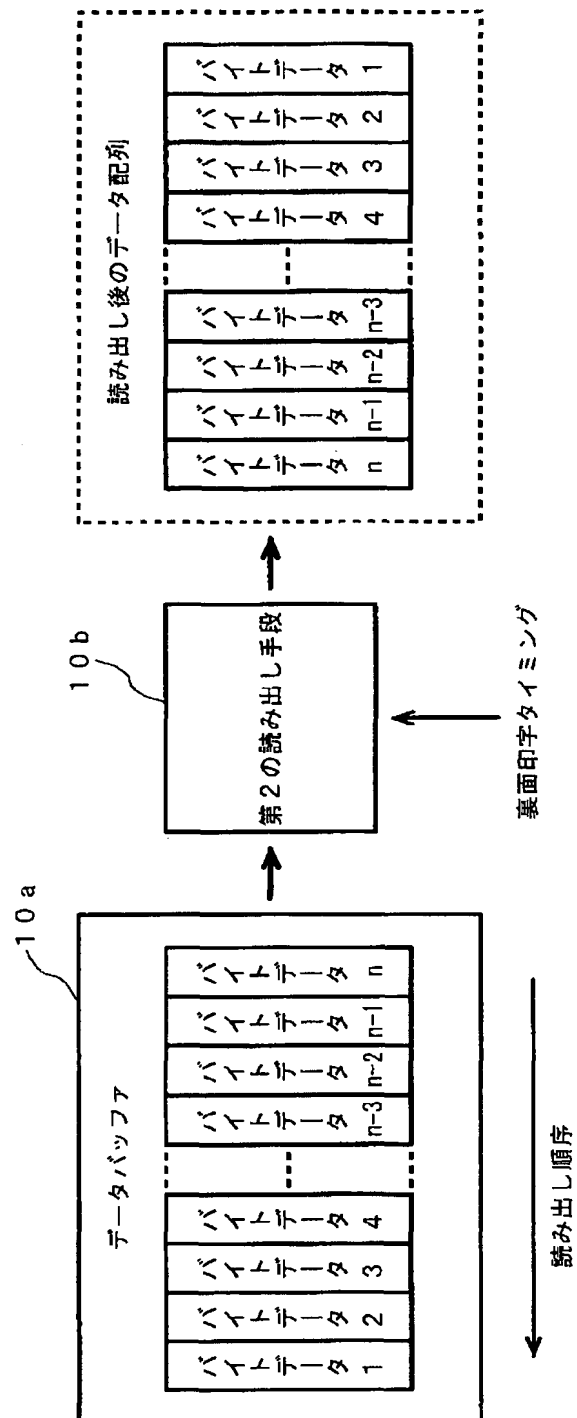 10a
データバッファ
バイトデータ 1
バイトデータ 2
バイトデータ 3
バイトデータ 4
バイトデータ n-3
バイトデータ n-2
バイトデータ n-1
バイトデータ n
読み出し順序
10b
第2の読み出し手段
裏面印字タイミング
読み出し後のデータ配列
バイトデータ n
バイトデータ n-1
バイトデータ n-2
バイトデータ n-3
バイトデータ 4
バイトデータ 3
バイトデータ 2
バイトデータ 1